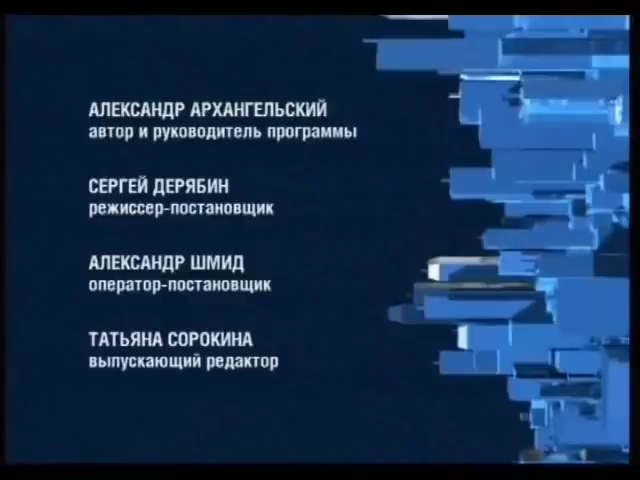 АЛЕКСАНДР АРХАНГЕЛЬСКИЙ
автор и руководитель программы
СЕРГЕЙ ДЕРЯБИН
режиссер-постановщик
АЛЕКСАНДР ШМИД
оператор-постановщик
ТАТЬЯНА СОРОКИНА
выпускающий редактор